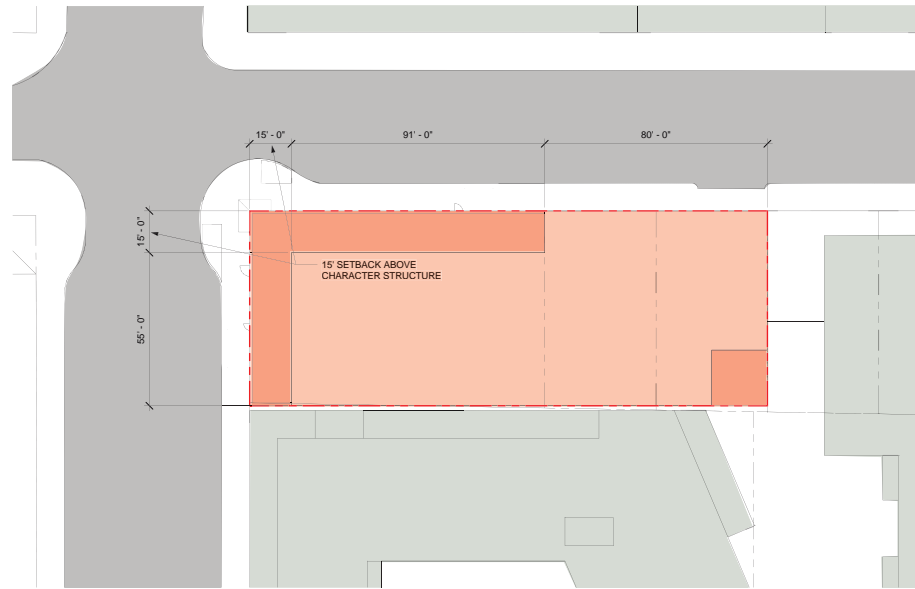 15' - 0"
91' - 0"
80' - 0"
15' - 0"
15' SETBACK ABOVE
CHARACTER STRUCTURE
55' - 0"